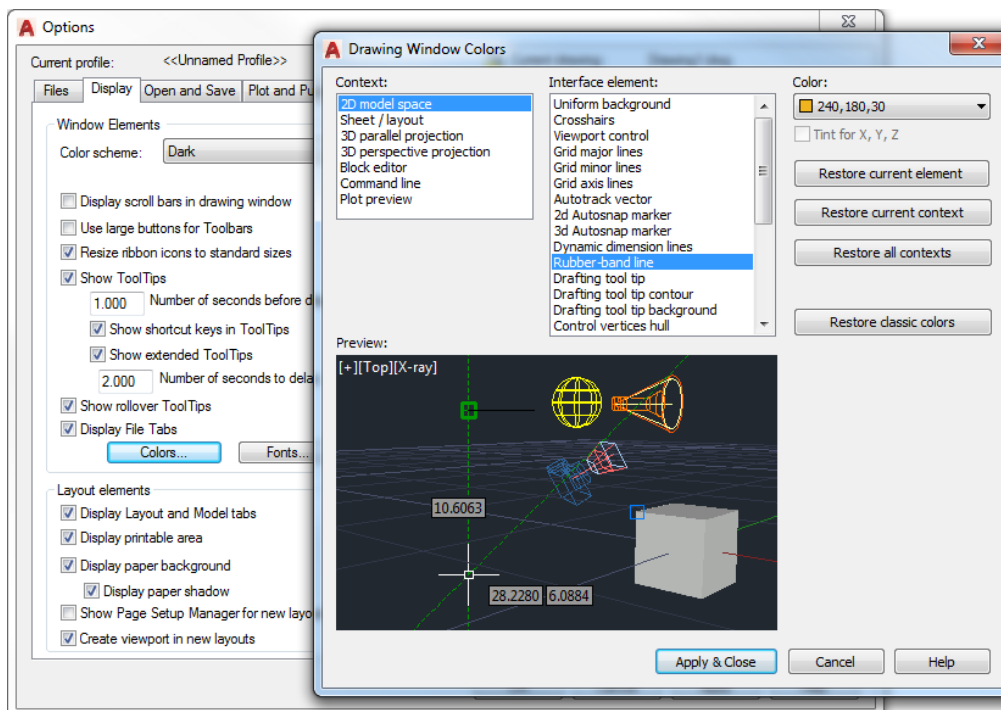 Options
Current profile: <<Unnamed Profile>>
Files Display Open and Save Plot and Pu
Window Elements
Color scheme: Dark
Display scroll bars in drawing window
Use large buttons for Toolbars
Resize ribbon icons to standard sizes
Show ToolTips
1.000 Number of seconds before d
Show shortcut keys in ToolTips
Show extended ToolTips
2.000 Number of seconds to dela
Show rollover ToolTips
Display File Tabs
Colors... Fonts...
Layout elements
Display Layout and Model tabs
Display printable area
Display paper background
Display paper shadow
Show Page Setup Manager for new layo
Create viewport in new layouts
Drawing Window Colors
Context:
2D model space
Sheet / layout
3D parallel projection
3D perspective projection
Block editor
Command line
Plot preview
Interface element:
Uniform background
Crosshairs
Viewport control
Grid major lines
Grid minor lines
Grid axis lines
Autotrack vector
2d Autosnap marker
3d Autosnap marker
Dynamic dimension lines
Rubber-band line
Drafting tool tip
Drafting tool tip contour
Drafting tool tip background
Control vertices hull
Color:
240,180,30
Tint for X, Y, Z
Restore current element
Restore current context
Restore all contexts
Restore classic colors
Preview:
[+][Top][X-ray]
10.6063
28.2280 6.0884
Apply & Close Cancel Help